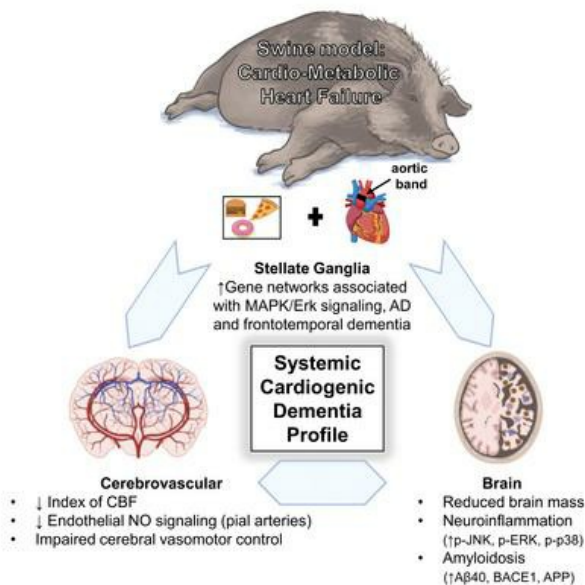 Swine model:
Cardio-Metabolic
Heart Failure
aortic
band
+
Stellate Ganglia
↑Gene networks associated
with MAPK/Erk signaling, AD
and frontotemporal dementia
Systemic
Cardiogenic
Dementia
Profile
Cerebrovascular
• ↓ Index of CBF
• ↓ Endothelial NO signaling (pial arteries)
• Impaired cerebral vasomotor control
Brain
• Reduced brain mass
• Neuroinflammation
(↑p-JNK, p-ERK, p-p38)
• Amyloidosis
(↑Aβ40, BACE1, APP)